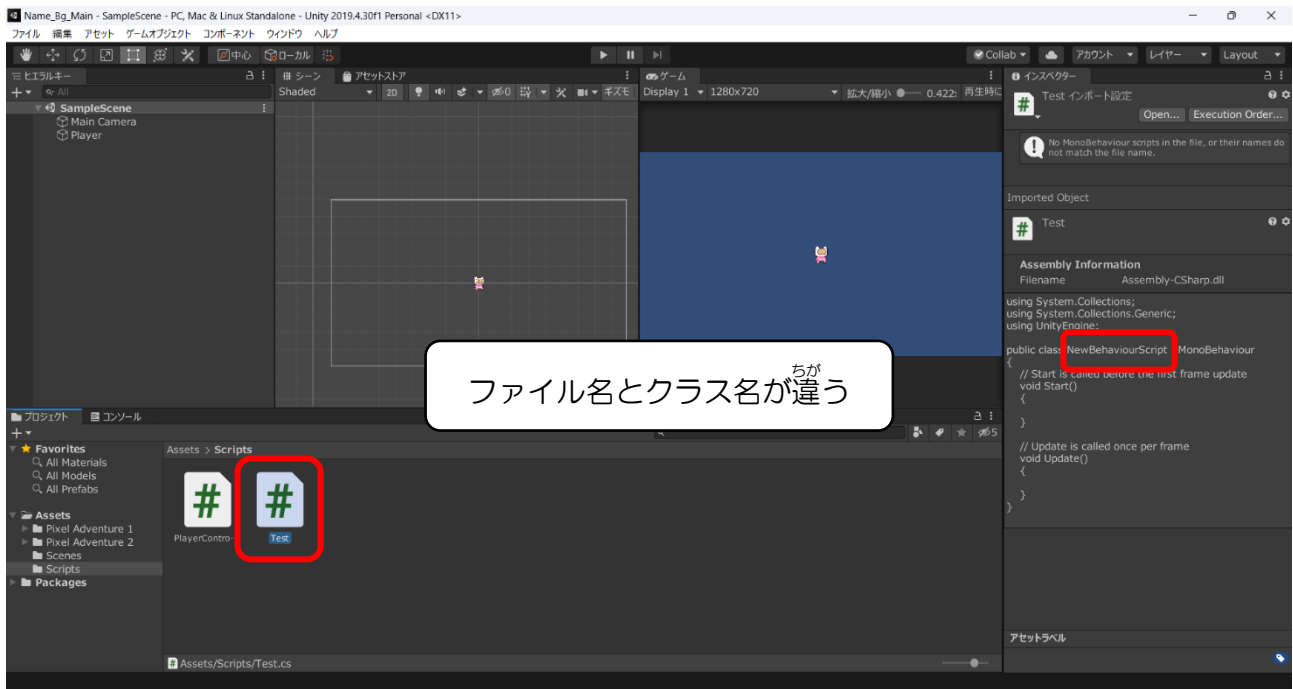 Name_Bg_Main - SampleScene - PC, Mac & Linux Standalone - Unity 2019.4.30f1 Personal <DX11>
ファイル 編集 アセット ゲームオブジェクト コンポーネント ウィンドウ ヘルプ
中心 ローカル
Collab アカウント レイヤー Layout
ヒエラルキー
All
SampleScene
Main Camera
Player
シーン アセットストア
Shaded 2D 0 ギズモ
ゲーム
Display 1 1280x720 拡大/縮小 0.422: 再生時に
インスペクター
Test インポート設定
Open... Execution Order...
No MonoBehaviour scripts in the file, or their names do
not match the file name.
Imported Object
Test
Assembly Information
Filename Assembly-CSharp.dll
using System.Collections;
using System.Collections.Generic;
using UnityEngine;
public class NewBehaviourScript MonoBehaviour
{
// Start is called before the first frame update
void Start()
{
}
// Update is called once per frame
void Update()
{
}
}
アセットラベル
ちが
ファイル名とクラス名が違う
プロジェクト コンソール
5
Favorites
All Materials
All Models
All Prefabs
Assets
Pixel Adventure 1
Pixel Adventure 2
Scenes
Scripts
Packages
Assets > Scripts
PlayerContro
Test
Assets/Scripts/Test.cs